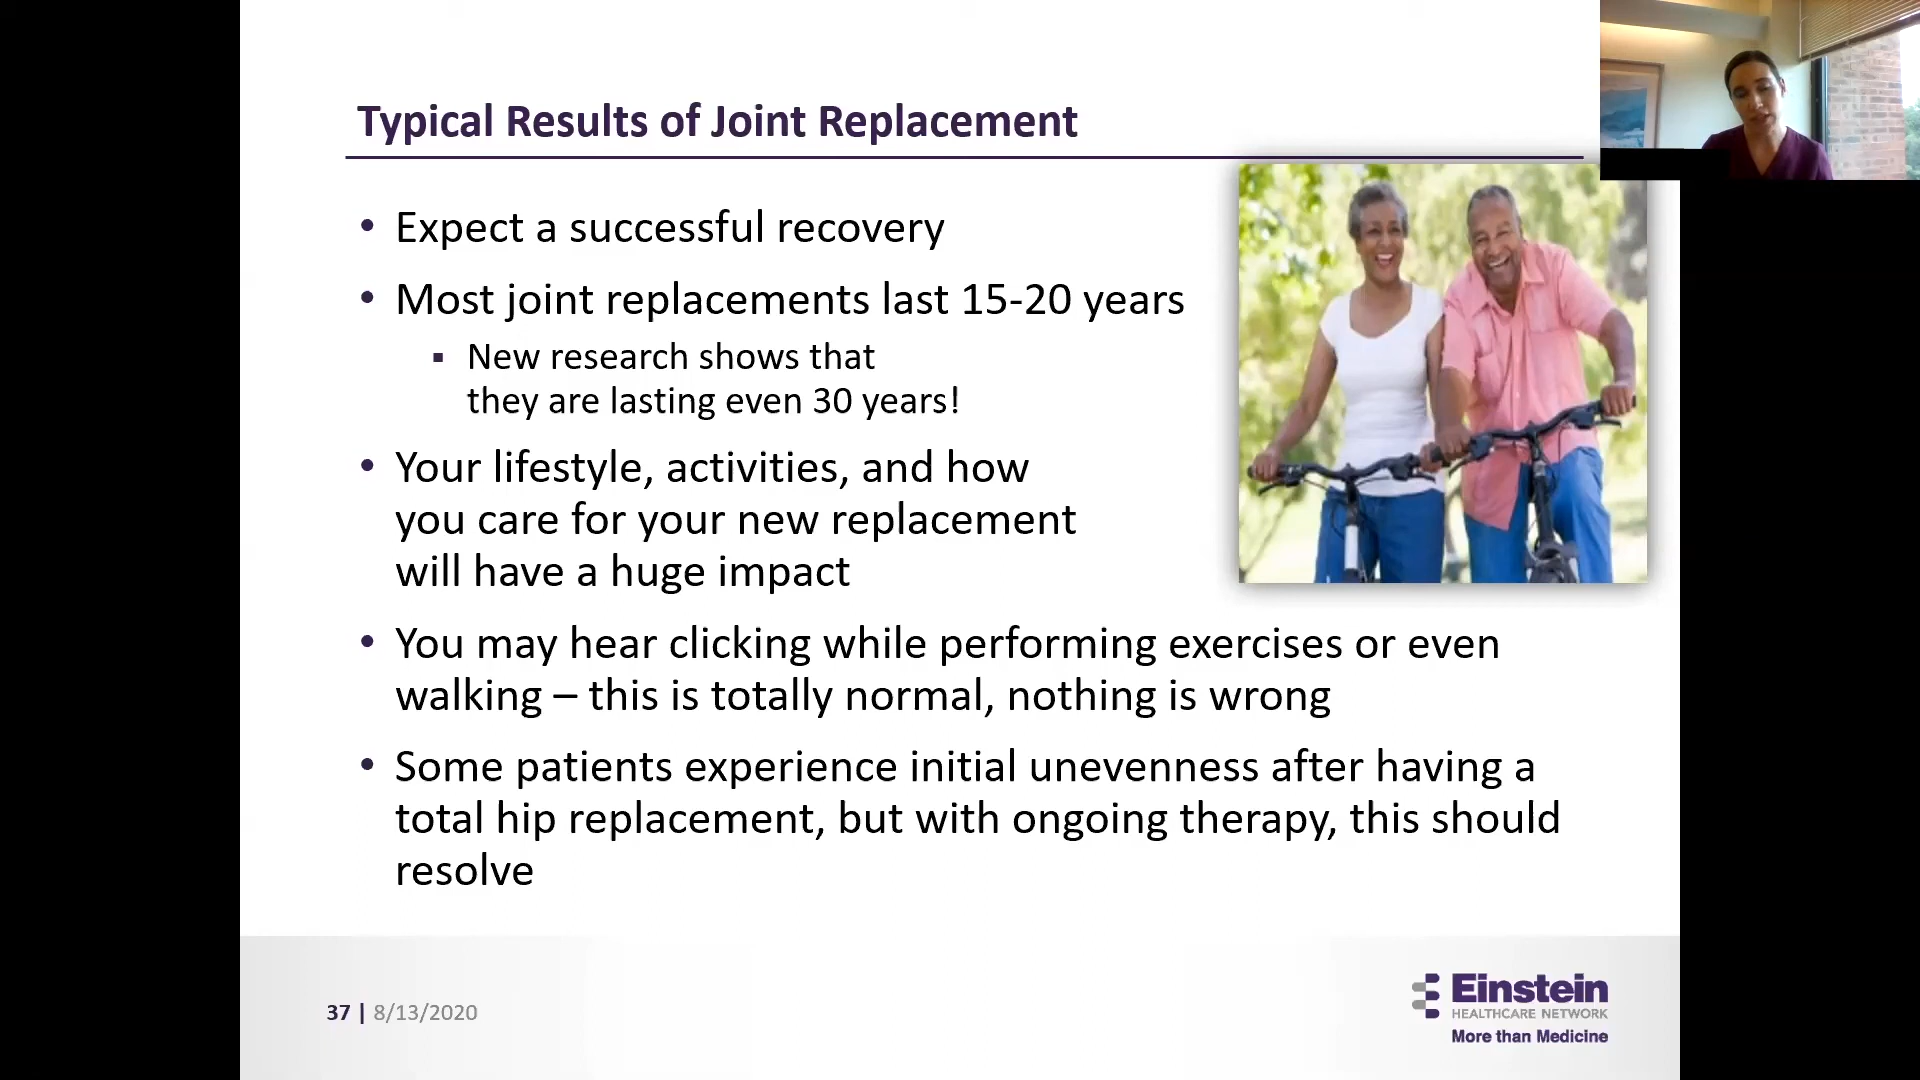 Typical Results of Joint Replacement
• Expect a successful recovery
• Most joint replacements last 15-20 years
▪ New research shows that
they are lasting even 30 years!
• Your lifestyle, activities, and how
you care for your new replacement
will have a huge impact
• You may hear clicking while performing exercises or even
walking – this is totally normal, nothing is wrong
• Some patients experience initial unevenness after having a
total hip replacement, but with ongoing therapy, this should
resolve
37 | 8/13/2020
Einstein
HEALTHCARE NETWORK
More than Medicine